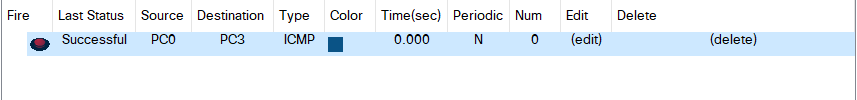 Fire Last Status Source Destination Type Color Time(sec) Periodic Num Edit Delete
Successful PC0 PC3 ICMP 0.000 N 0 (edit) (delete)